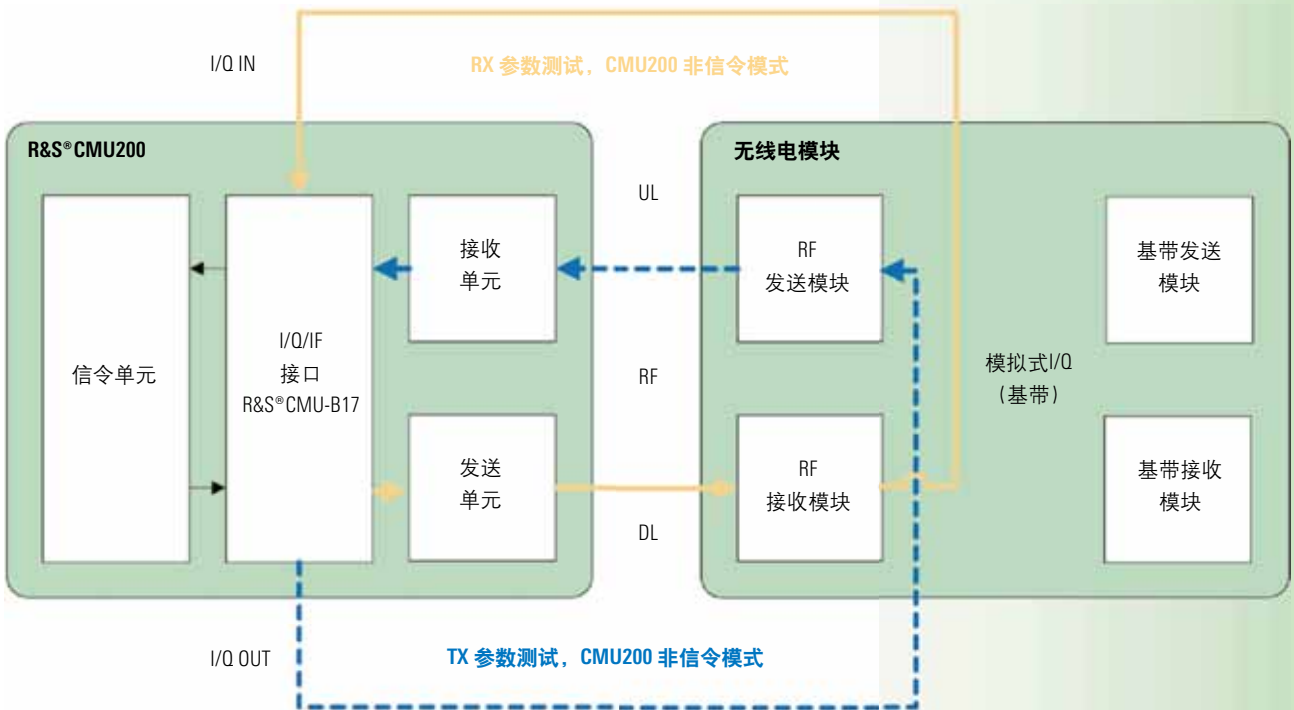 I/Q IN
RX 参数测试，CMU200 非信令模式
R&S®CMU200
无线电模块
UL
接收
单元
RF
发送模块
基带发送
模块
信令单元
I/Q/IF
接口
R&S®CMU-B17
RF
模拟式I/Q
（基带）
发送
单元
RF
接收模块
基带接收
模块
DL
I/Q OUT
TX 参数测试，CMU200 非信令模式